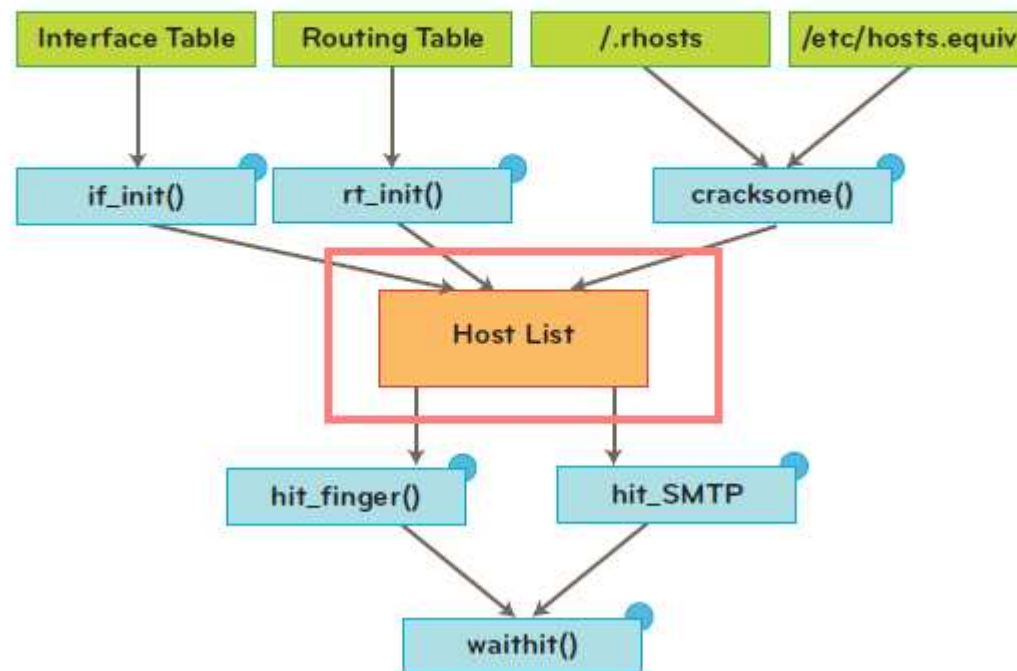 Interface Table
Routing Table
/.rhosts
/etc/hosts.equiv
if_init()
rt_init()
cracksome()
Host List
hit_finger()
hit_SMTP
waithit()